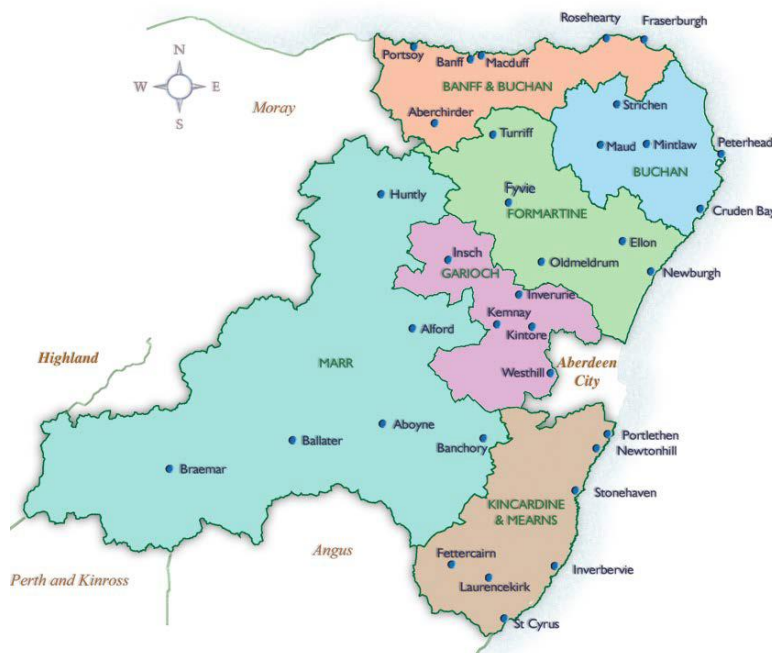 Rosehearty
Fraserburgh
Portsoy
Banff
Macduff
N
W
E
S
BANFF & BUCHAN
Moray
Aberchirder
Strichen
Turriff
Maud
Mintlaw
Peterhead
BUCHAN
Huntly
Fyvie
FORMARTINE
Cruden Bay
Insch
Ellon
GARIOCH
Oldmeldrum
Newburgh
Inverurie
Kemnay
Alford
Kintore
Highland
MARR
Westhill
Aberdeen
City
Aboyne
Portlethen
Ballater
Banchory
Newtonhill
Braemar
Stonehaven
KINCARDINE
& MEARNS
Angus
Fettercairn
Inverbervie
Perth and Kinross
Laurencekirk
St Cyrus